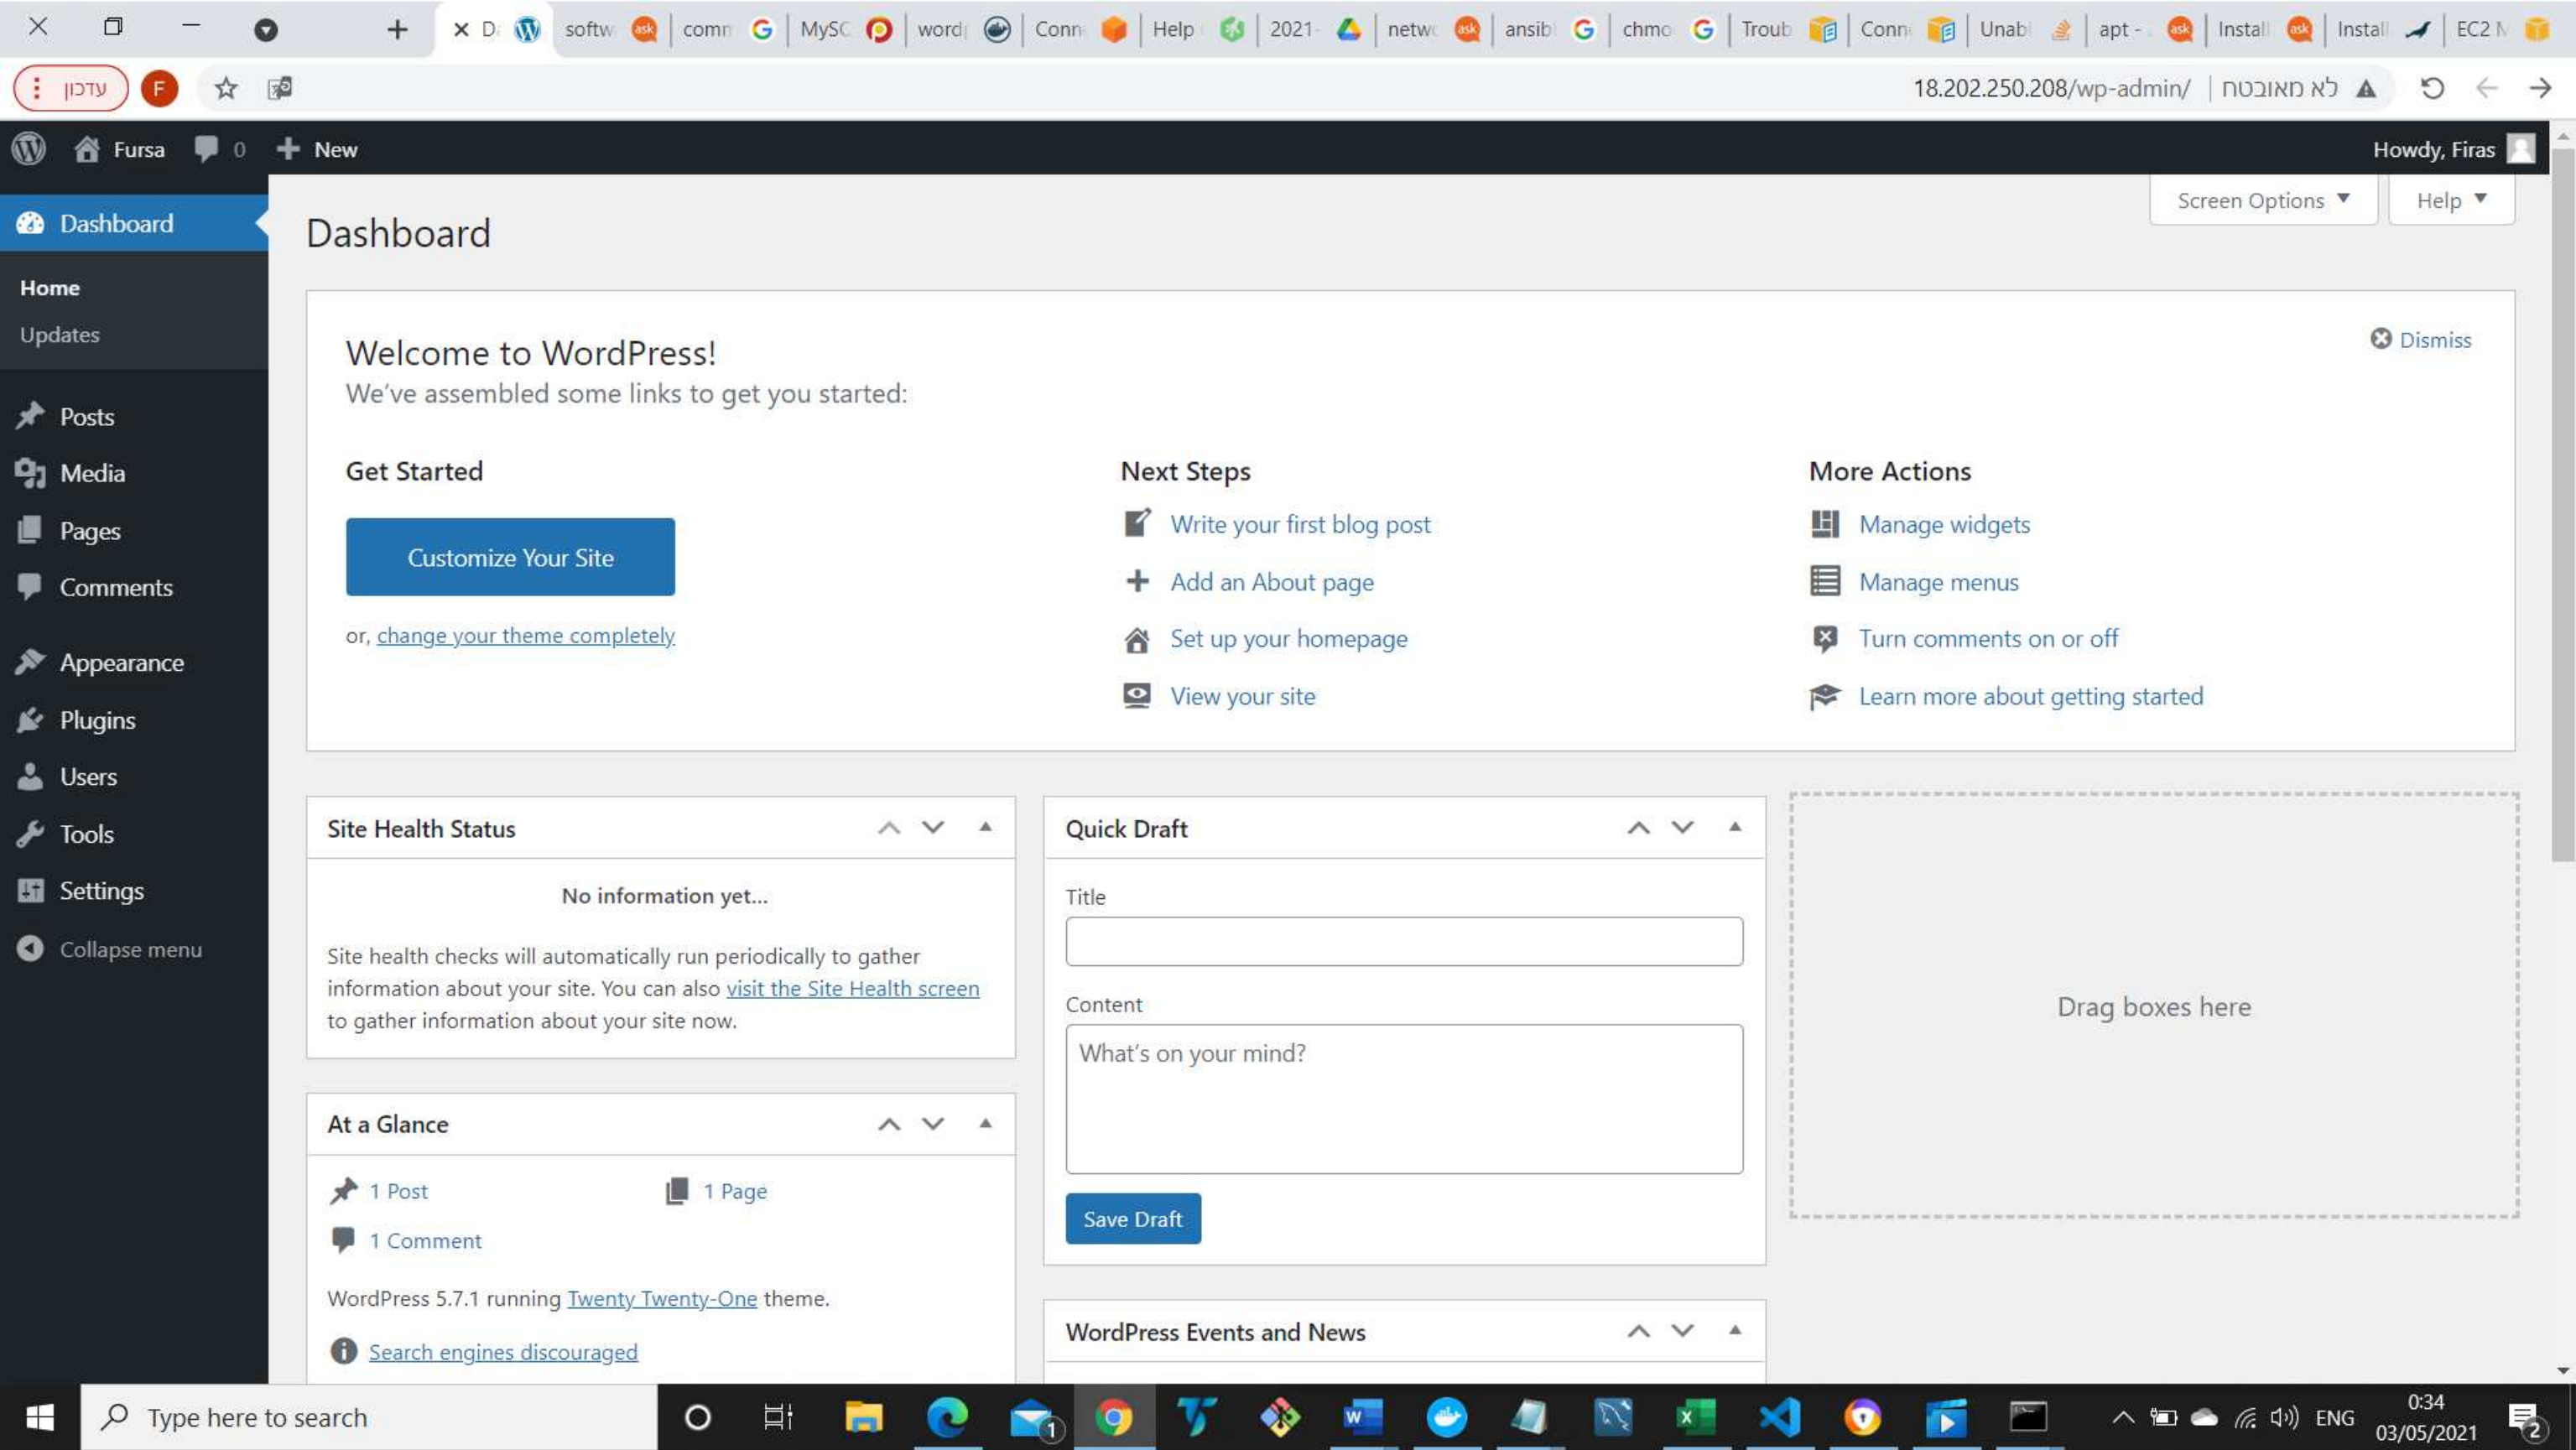 D
softw
comm
MySC
word
Conn
Help
2021-
netwo
ansib
chmo
Troub
Conne
Unabl
apt -
Install
Install
EC2 M
עדכון
F
18.202.250.208/wp-admin/
לא מאובטח
Fursa
0
New
Howdy, Firas
Dashboard
Home
Updates
Posts
Media
Pages
Comments
Appearance
Plugins
Users
Tools
Settings
Collapse menu
Screen Options
Help
Dashboard
Welcome to WordPress!
Dismiss
We've assembled some links to get you started:
Get Started
Customize Your Site
or, change your theme completely
Next Steps
Write your first blog post
Add an About page
Set up your homepage
View your site
More Actions
Manage widgets
Manage menus
Turn comments on or off
Learn more about getting started
Site Health Status
No information yet...
Site health checks will automatically run periodically to gather
information about your site. You can also visit the Site Health screen
to gather information about your site now.
At a Glance
1 Post
1 Page
1 Comment
WordPress 5.7.1 running Twenty Twenty-One theme.
Search engines discouraged
Quick Draft
Title
Content
What's on your mind?
Save Draft
WordPress Events and News
Drag boxes here
Type here to search
1
ENG
0:34
03/05/2021
2